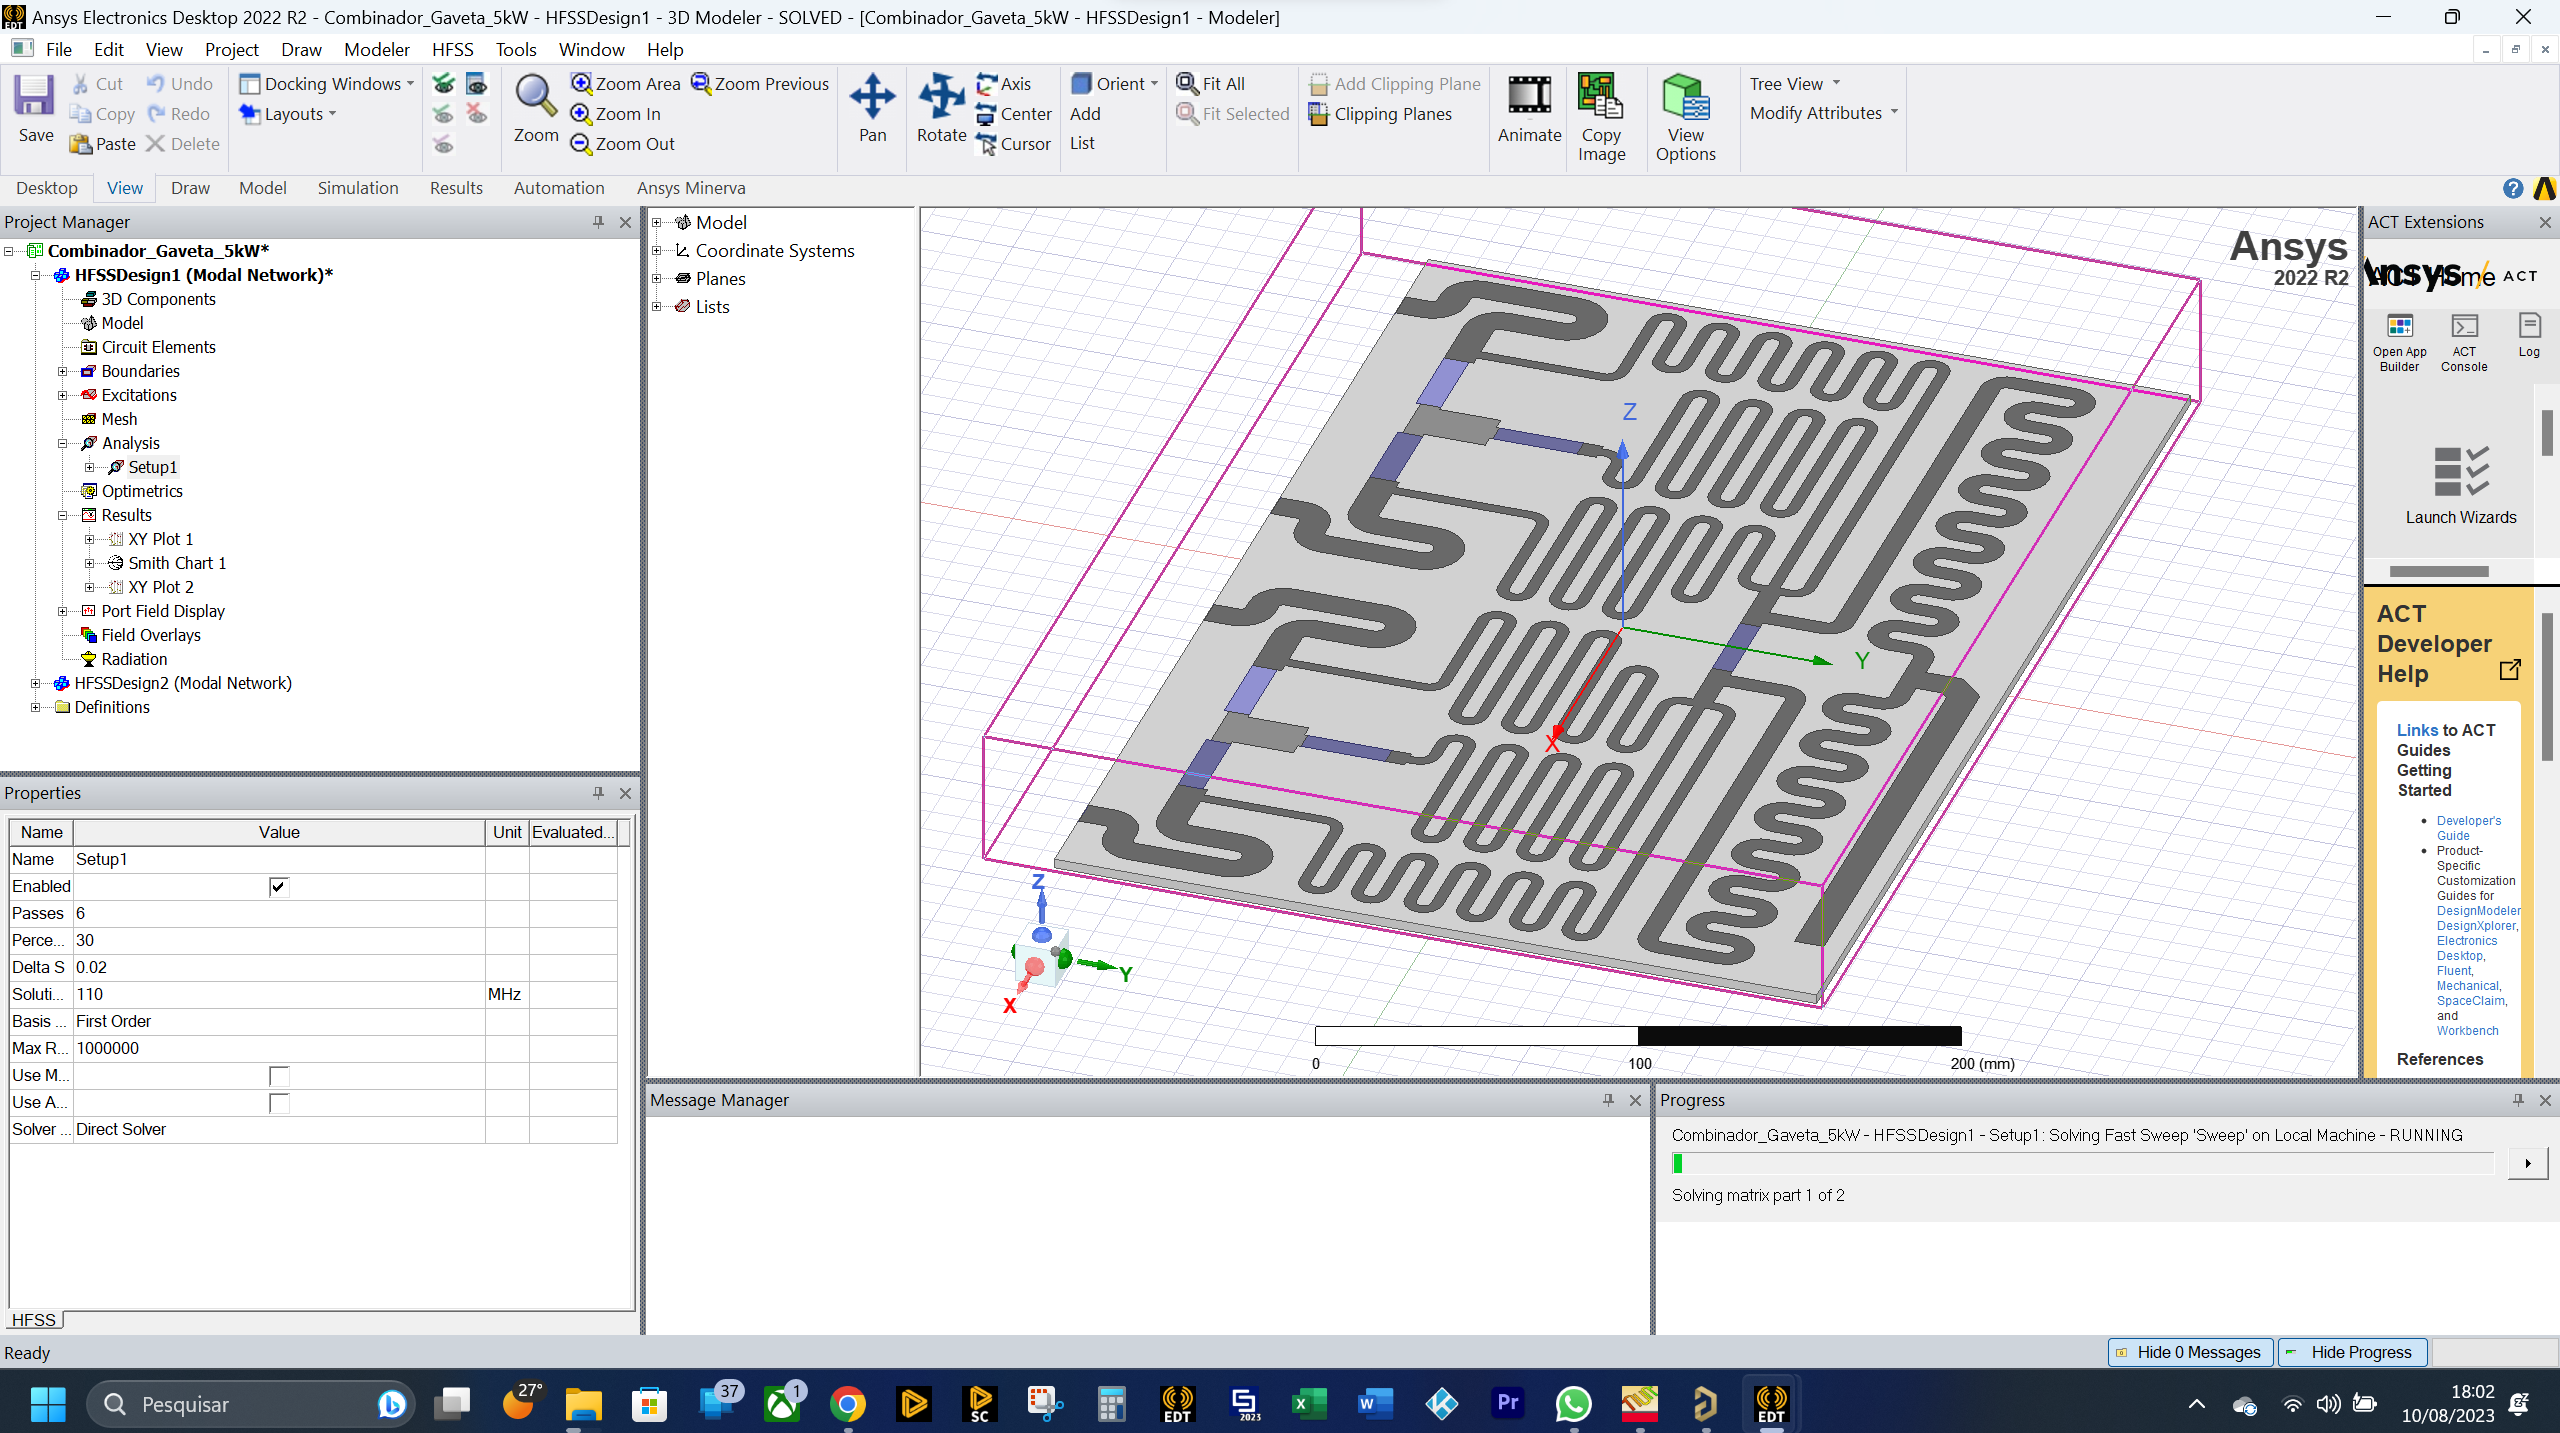 Ansys Electronics Desktop 2022 R2 - Combinador_Gaveta_5kW - HFSSDesign1 - 3D Modeler - SOLVED - [Combinador_Gaveta_5kW - HFSSDesign1 - Modeler]
File Edit View Project Draw Modeler HFSS Tools Window Help
Save
Cut
Copy
Paste
Undo
Redo
Delete
Docking Windows
Layouts
Zoom
Zoom Area
Zoom In
Zoom Out
Zoom Previous
Pan
Rotate
Axis
Center
Cursor
Orient
Add
List
Fit All
Fit Selected
Add Clipping Plane
Clipping Planes
Animate
Copy
Image
View
Options
Tree View
Modify Attributes
Desktop View Draw Model Simulation Results Automation Ansys Minerva
Project Manager
Combinador_Gaveta_5kW*
HFSSDesign1 (Modal Network)*
3D Components
Model
Circuit Elements
Boundaries
Excitations
Mesh
Analysis
Setup1
Optimetrics
Results
XY Plot 1
Smith Chart 1
XY Plot 2
Port Field Display
Field Overlays
Radiation
HFSSDesign2 (Modal Network)
Definitions
Properties
Name Value Unit Evaluated...
Name Setup1
Enabled
Passes 6
Perce... 30
Delta S 0.02
Soluti... 110 MHz
Basis ... First Order
Max R... 1000000
Use M...
Use A...
Solver ... Direct Solver
HFSS
Model
Coordinate Systems
Planes
Lists
Ansys
2022 R2
Z
Y
X
Z
Y
X
0 100 200 (mm)
ACT Extensions
Ansys
ACT Home
ACT
Open App
Builder
ACT
Console
Log
Launch Wizards
ACT
Developer
Help
Links to ACT
Guides
Getting
Started
Developer's
Guide
Product-
Specific
Customization
Guides for
DesignModeler
DesignXplorer,
Electronics
Desktop,
Fluent,
Mechanical,
SpaceClaim,
and
Workbench
References
Message Manager
Progress
Combinador_Gaveta_5kW - HFSSDesign1 - Setup1: Solving Fast Sweep 'Sweep' on Local Machine - RUNNING
Solving matrix part 1 of 2
Ready
Hide 0 Messages
Hide Progress
Pesquisar
27°
37
1
SC
EDT
2023
Pr
EDT
18:02
10/08/2023